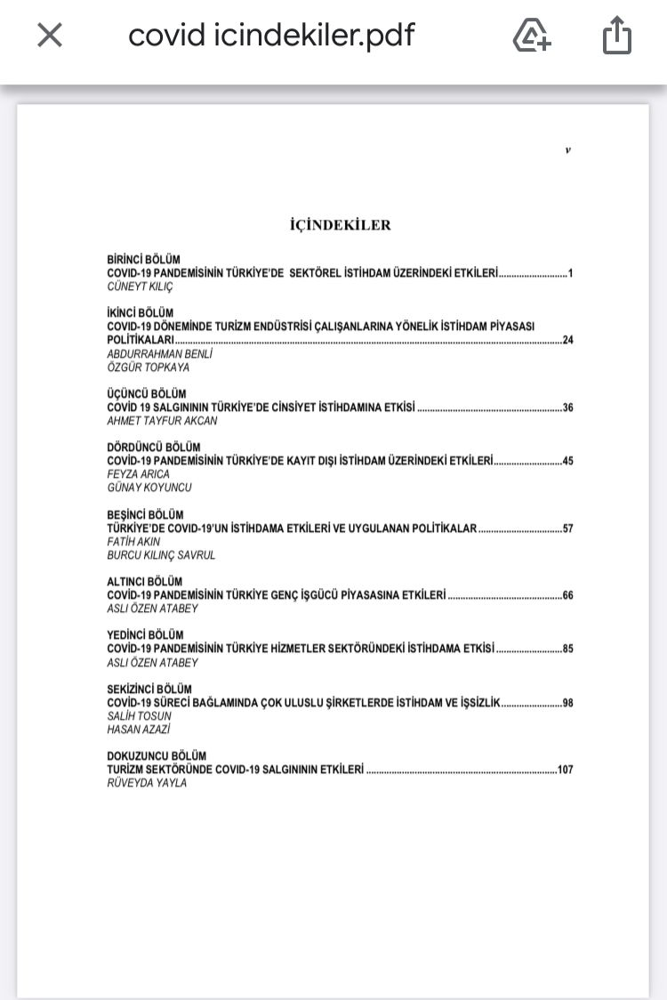 covid icindekiler.pdf
v
İÇİNDEKİLER
BİRİNCİ BÖLÜM
COVID-19 PANDEMİSİNİN TÜRKİYE'DE SEKTÖREL İSTİHDAM ÜZERİNDEKİ ETKİLERİ..........................1
CÜNEYT KILIÇ
İKİNCİ BÖLÜM
COVID-19 DÖNEMİNDE TURİZM ENDÜSTRİSİ ÇALIŞANLARINA YÖNELİK İSTİHDAM PİYASASI
POLİTİKALARI..........................24
ABDURRAHMAN BENLİ
ÖZGÜR TOPKAYA
ÜÇÜNCÜ BÖLÜM
COVİD 19 SALGINININ TÜRKİYE'DE CİNSİYET İSTİHDAMINA ETKİSİ..........................36
AHMET TAYFUR AKCAN
DÖRDÜNCÜ BÖLÜM
COVİD-19 PANDEMİSİNİN TÜRKİYE'DE KAYIT DIŞI İSTİHDAM ÜZERİNDEKİ ETKİLERİ..........................45
FEYZA ARICA
GÜNAY KOYUNCU
BEŞİNCİ BÖLÜM
TÜRKİYE'DE COVID-19'UN İSTİHDAMA ETKİLERİ VE UYGULANAN POLİTİKALAR..........................57
FATİH AKIN
BURCU KILINÇ SAVRUL
ALTINCI BÖLÜM
COVİD-19 PANDEMİSİNİN TÜRKİYE GENÇ İŞGÜCÜ PİYASASINA ETKİLERİ..........................66
ASLI ÖZEN ATABEY
YEDİNCİ BÖLÜM
COVİD-19 PANDEMİSİNİN TÜRKİYE HİZMETLER SEKTÖRÜNDEKİ İSTİHDAMA ETKİSİ..........................85
ASLI ÖZEN ATABEY
SEKİZİNCİ BÖLÜM
COVİD-19 SÜRECİ BAĞLAMINDA ÇOK ULUSLU ŞİRKETLERDE İSTİHDAM VE İŞSİZLİK..........................98
SALİH TOSUN
HASAN AZAZİ
DOKUZUNCU BÖLÜM
TURİZM SEKTÖRÜNDE COVID-19 SALGINININ ETKİLERİ..........................107
RÜVEYDA YAYLA